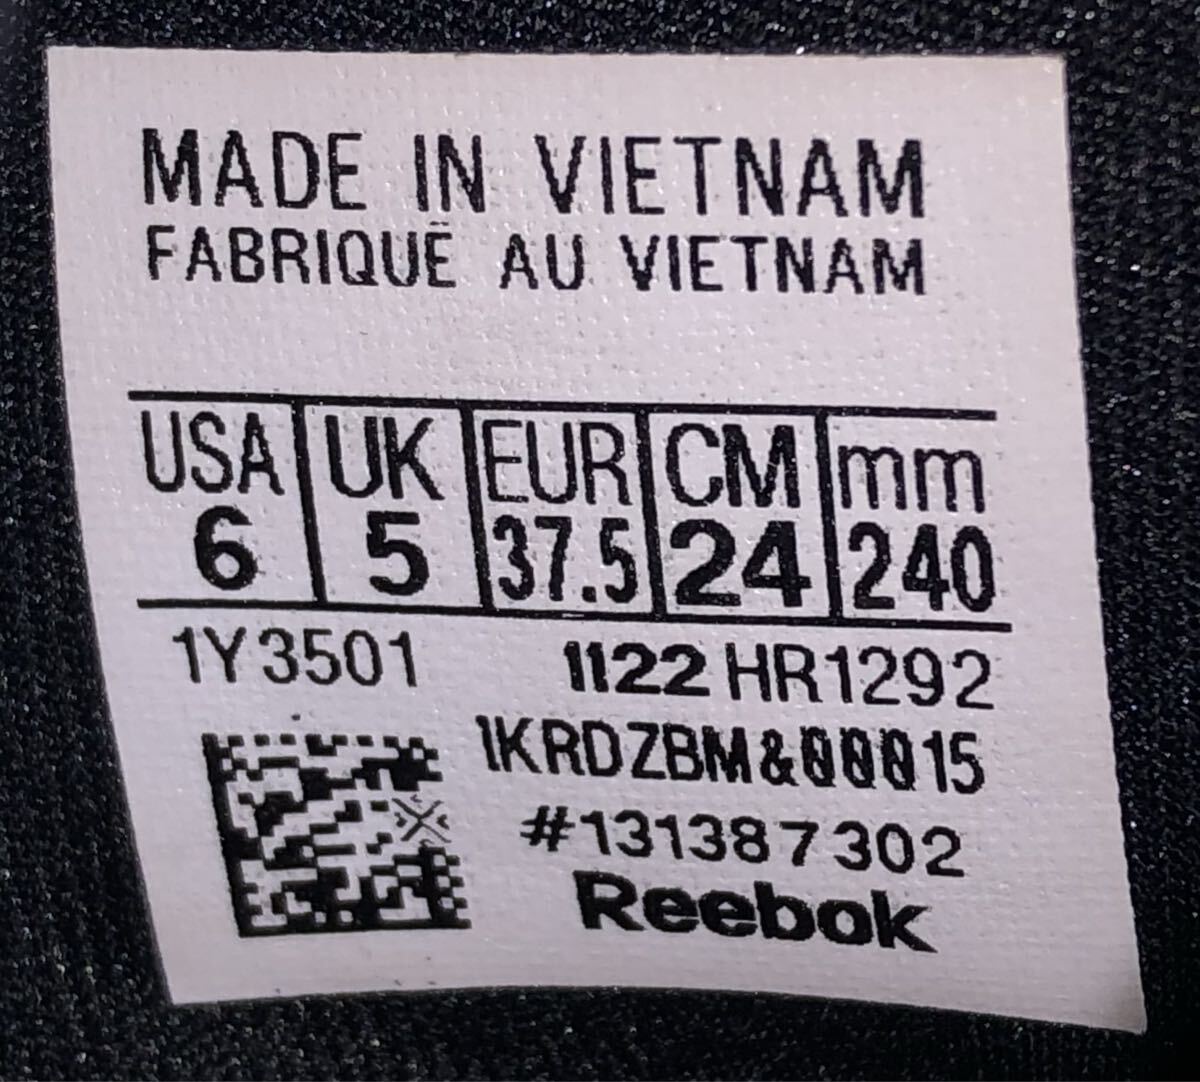 MADE IN VIETNAM
FABRIQUÉ AU VIETNAM
USA UK EUR CM mm
6 5 37.5 24 240
1Y3501 1122 HR1292
1KRDZBM&00015
#131387302
Reebok